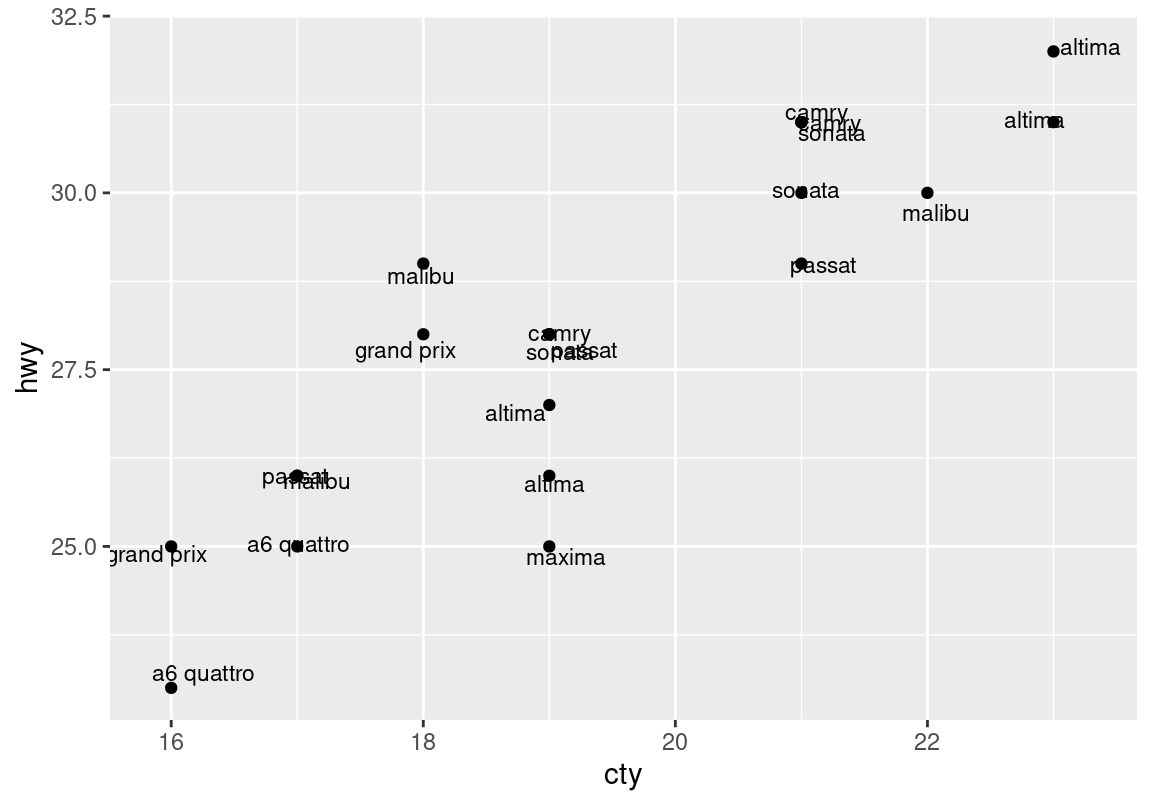 32.5
altima
camry
camry
sonata
altima
30.0
sonata
malibu
malibu
passat
grand prix
camry
sonata
passat
27.5
altima
passat
malibu
altima
25.0
grand prix
a6 quattro
maxima
a6 quattro
16
18
20
22
cty
hwy